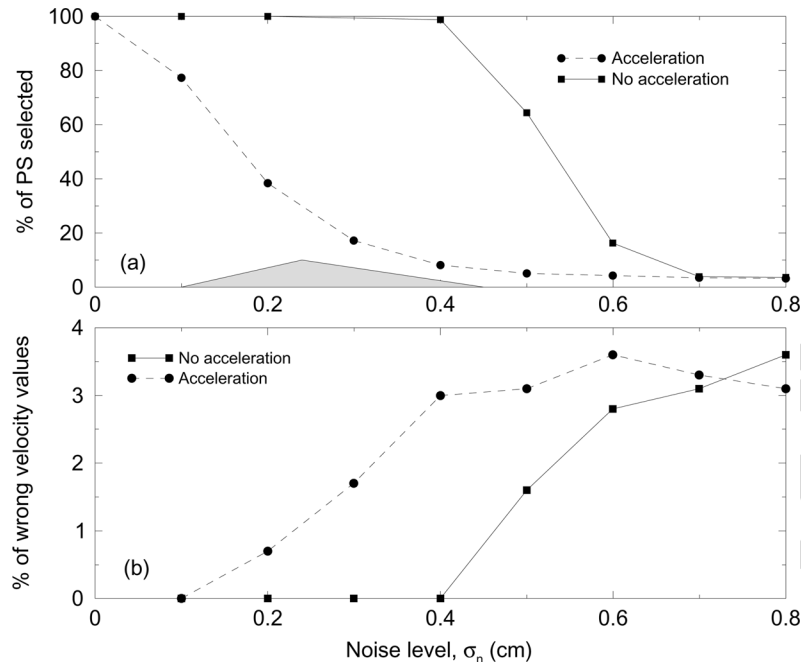 100
80
60
40
20
0
% of PS selected
Acceleration
No acceleration
(a)
0 0.2 0.4 0.6 0.8
4
3
2
1
0
% of wrong velocity values
No acceleration
Acceleration
(b)
0 0.2 0.4 0.6 0.8
Noise level, σn (cm)